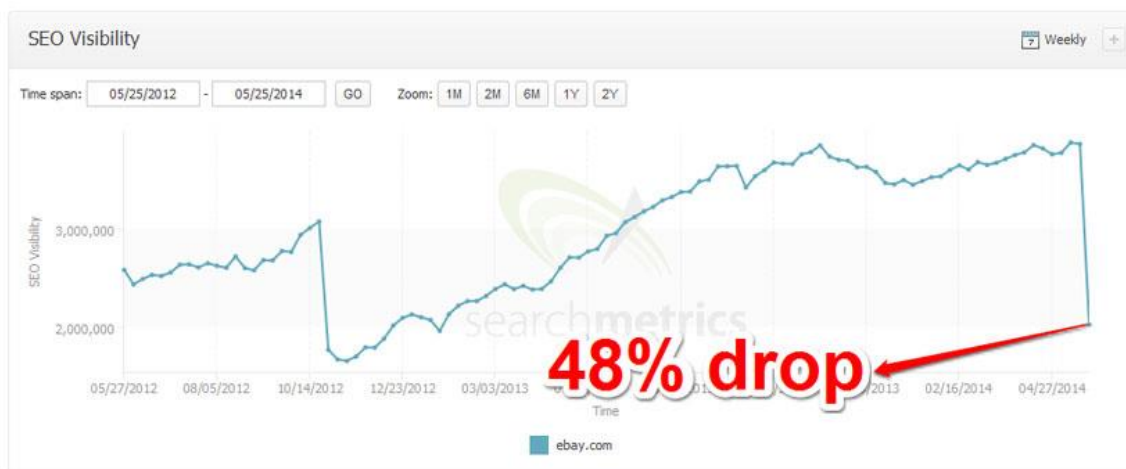 SEO Visibility
7 Weekly +
Time span: 05/25/2012 - 05/25/2014 GO Zoom: 1M 2M 6M 1Y 2Y
SEO Visibility
3,000,000
2,000,000
searchmetrics
48% drop
05/27/2012 08/05/2012 10/14/2012 12/23/2012 03/03/2013 02/16/2014 04/27/2014
Time
ebay.com